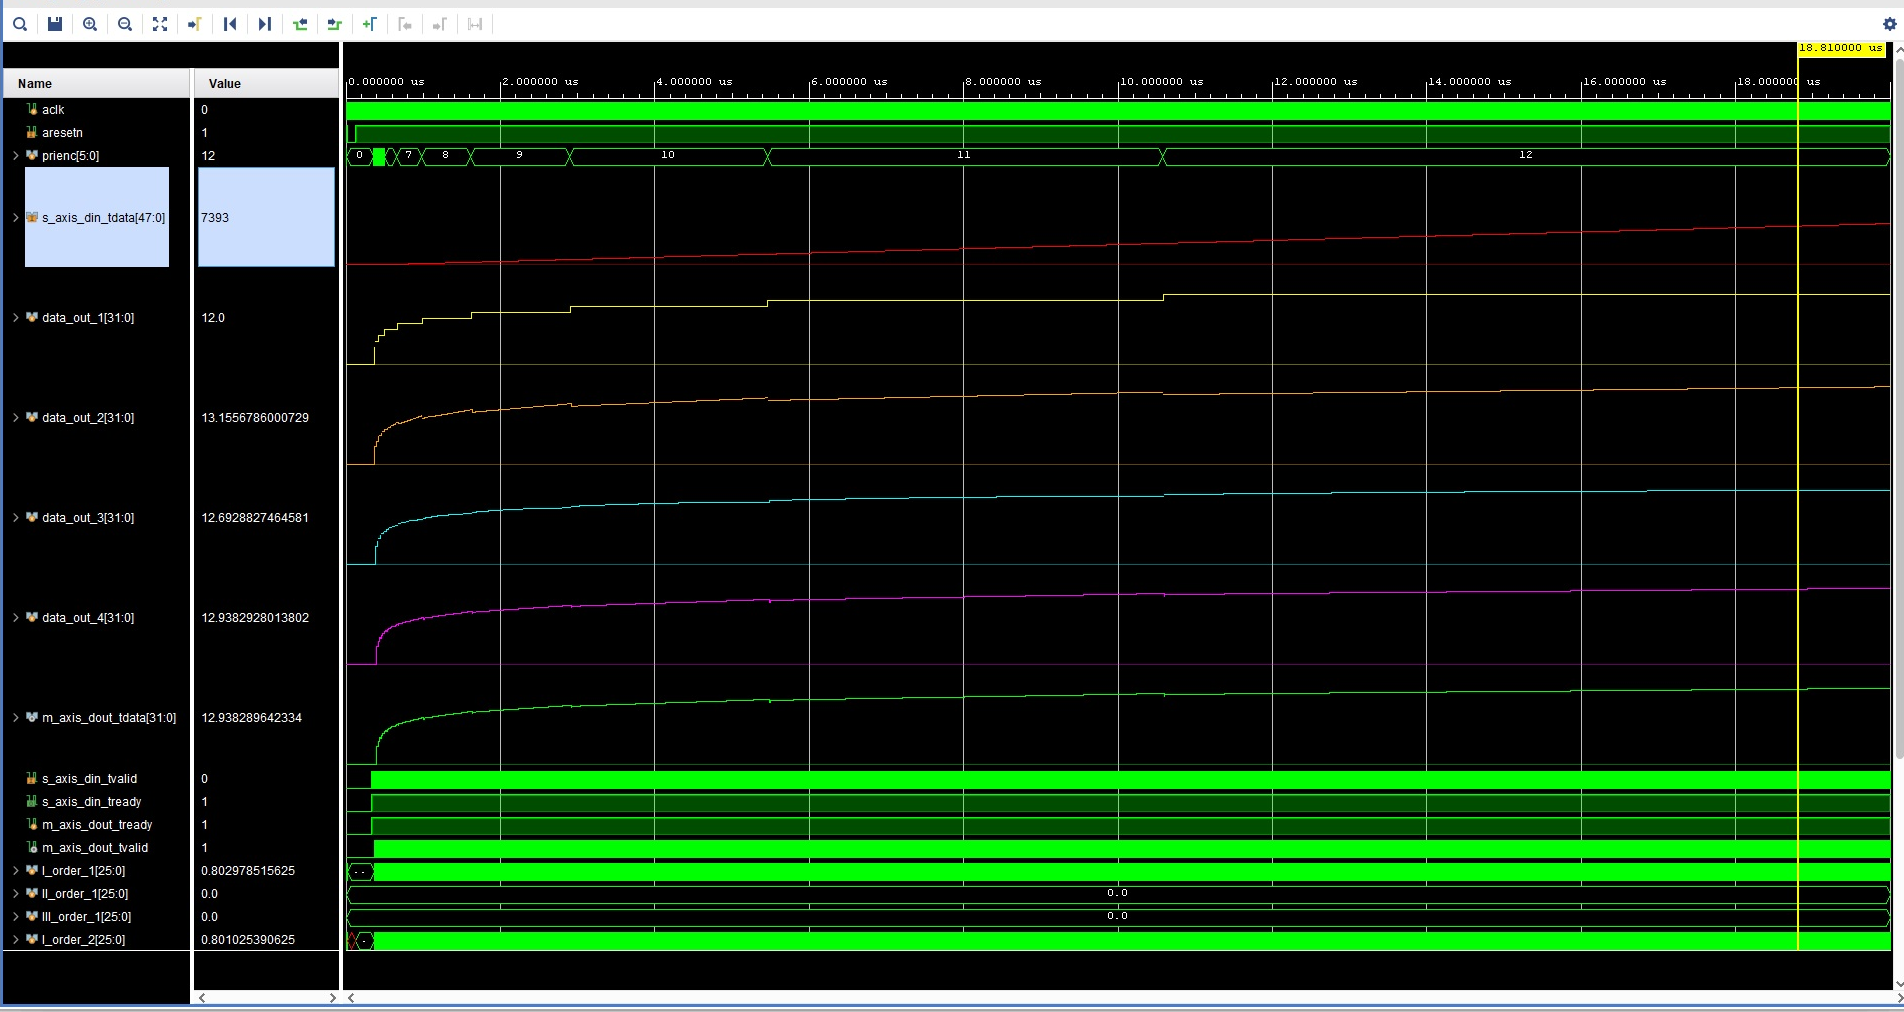 18.810000 us
Name Value
0.000000 us 2.000000 us 4.000000 us 6.000000 us 8.000000 us 10.000000 us 12.000000 us 14.000000 us 16.000000 us 18.000000 us
aclk 0
aresetn 1
prienc[5:0] 12 0 7 8 9 10 11 12
s_axis_din_tdata[47:0] 7393
data_out_1[31:0] 12.0
data_out_2[31:0] 13.1556786000729
data_out_3[31:0] 12.6928827464581
data_out_4[31:0] 12.9382928013802
m_axis_dout_tdata[31:0] 12.938289642334
s_axis_din_tvalid 0
s_axis_din_tready 1
m_axis_dout_tready 1
m_axis_dout_tvalid 1
I_order_1[25:0] 0.802978515625 ..
II_order_1[25:0] 0.0 0.0
III_order_1[25:0] 0.0 0.0
I_order_2[25:0] 0.801025390625 .